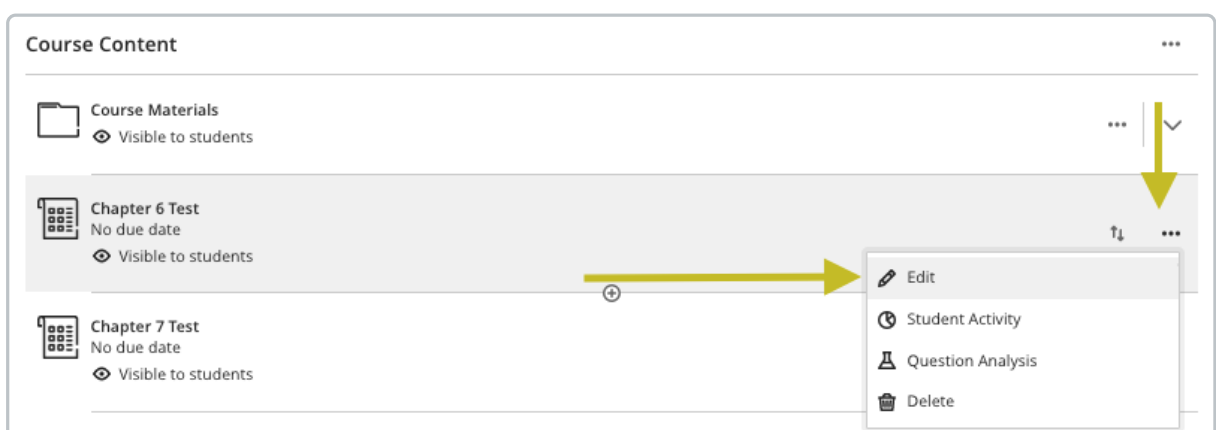 Course Content
Course Materials
Visible to students
Chapter 6 Test
No due date
Visible to students
Edit
Student Activity
Question Analysis
Delete
Chapter 7 Test
No due date
Visible to students